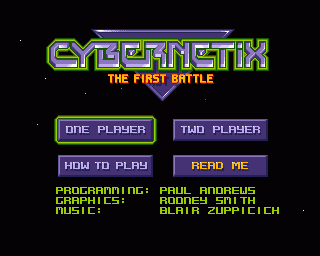 CYBERNETIX
THE FIRST BATTLE
ONE PLAYER TWO PLAYER
HOW TO PLAY READ ME
PROGRAMMING: PAUL ANDREWS
GRAPHICS: RODNEY SMITH
MUSIC: BLAIR ZUPPICICH